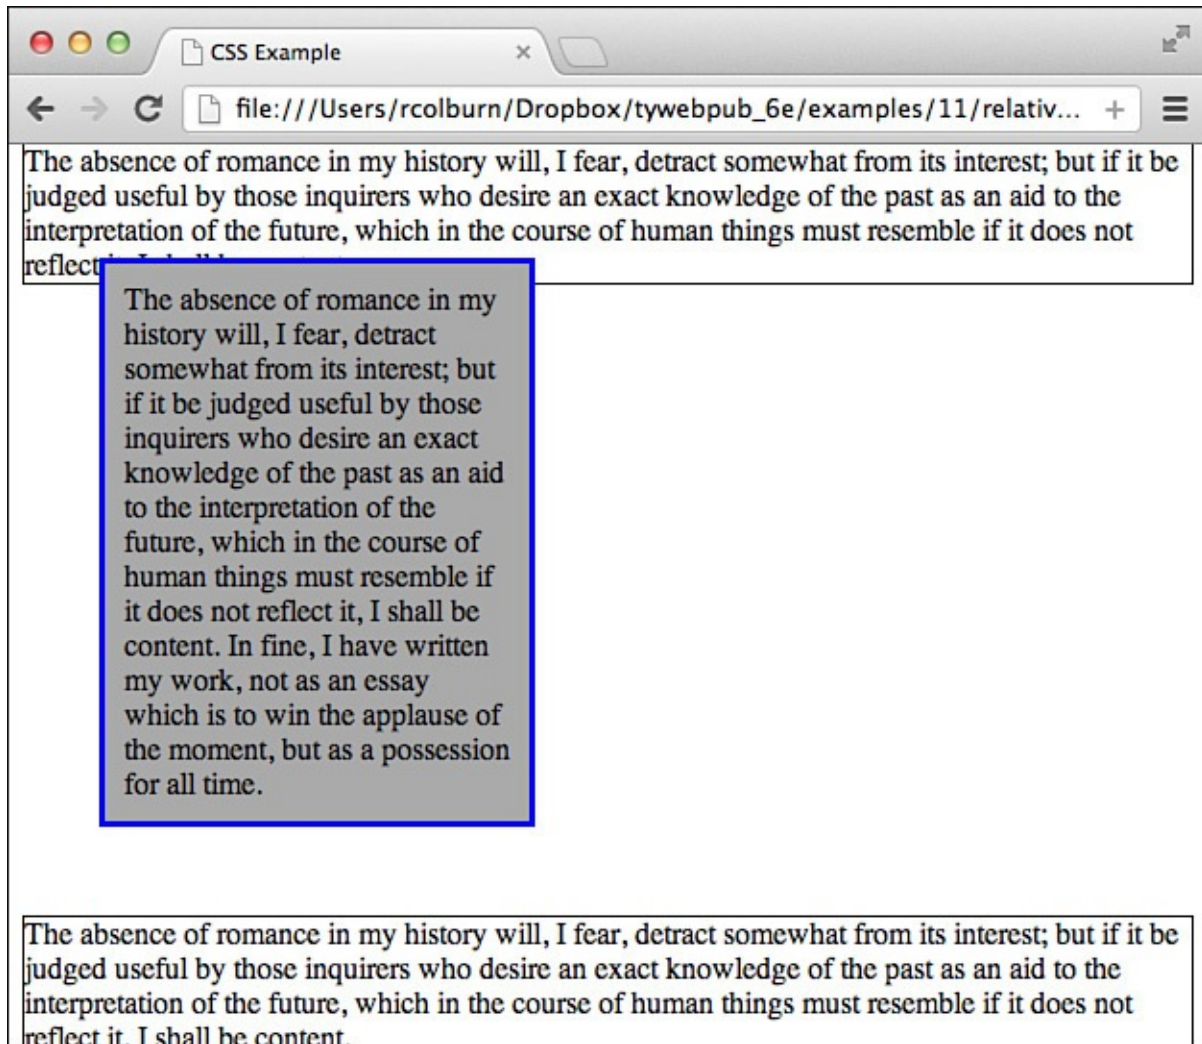 CSS Example
file:///Users/rcolburn/Dropbox/tywebpub_6e/examples/11/relativ...
The absence of romance in my history will, I fear, detract somewhat from its interest; but if it be
judged useful by those inquirers who desire an exact knowledge of the past as an aid to the
interpretation of the future, which in the course of human things must resemble if it does not
reflect
The absence of romance in my
history will, I fear, detract
somewhat from its interest; but
if it be judged useful by those
inquirers who desire an exact
knowledge of the past as an aid
to the interpretation of the
future, which in the course of
human things must resemble if
it does not reflect it, I shall be
content. In fine, I have written
my work, not as an essay
which is to win the applause of
the moment, but as a possession
for all time.
The absence of romance in my history will, I fear, detract somewhat from its interest; but if it be
judged useful by those inquirers who desire an exact knowledge of the past as an aid to the
interpretation of the future, which in the course of human things must resemble if it does not
reflect it, I shall be content.